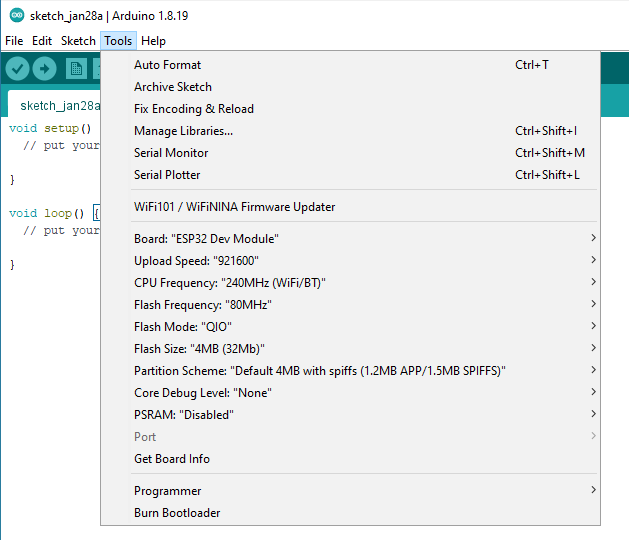 sketch_jan28a | Arduino 1.8.19
File Edit Sketch Tools Help
sketch_jan28a
void setup()
// put your
}
void loop() {
// put your
}
Auto Format Ctrl+T
Archive Sketch
Fix Encoding & Reload
Manage Libraries... Ctrl+Shift+I
Serial Monitor Ctrl+Shift+M
Serial Plotter Ctrl+Shift+L
WiFi101 / WiFiNINA Firmware Updater
Board: "ESP32 Dev Module"
Upload Speed: "921600"
CPU Frequency: "240MHz (WiFi/BT)"
Flash Frequency: "80MHz"
Flash Mode: "QIO"
Flash Size: "4MB (32Mb)"
Partition Scheme: "Default 4MB with spiffs (1.2MB APP/1.5MB SPIFFS)"
Core Debug Level: "None"
PSRAM: "Disabled"
Port
Get Board Info
Programmer
Burn Bootloader